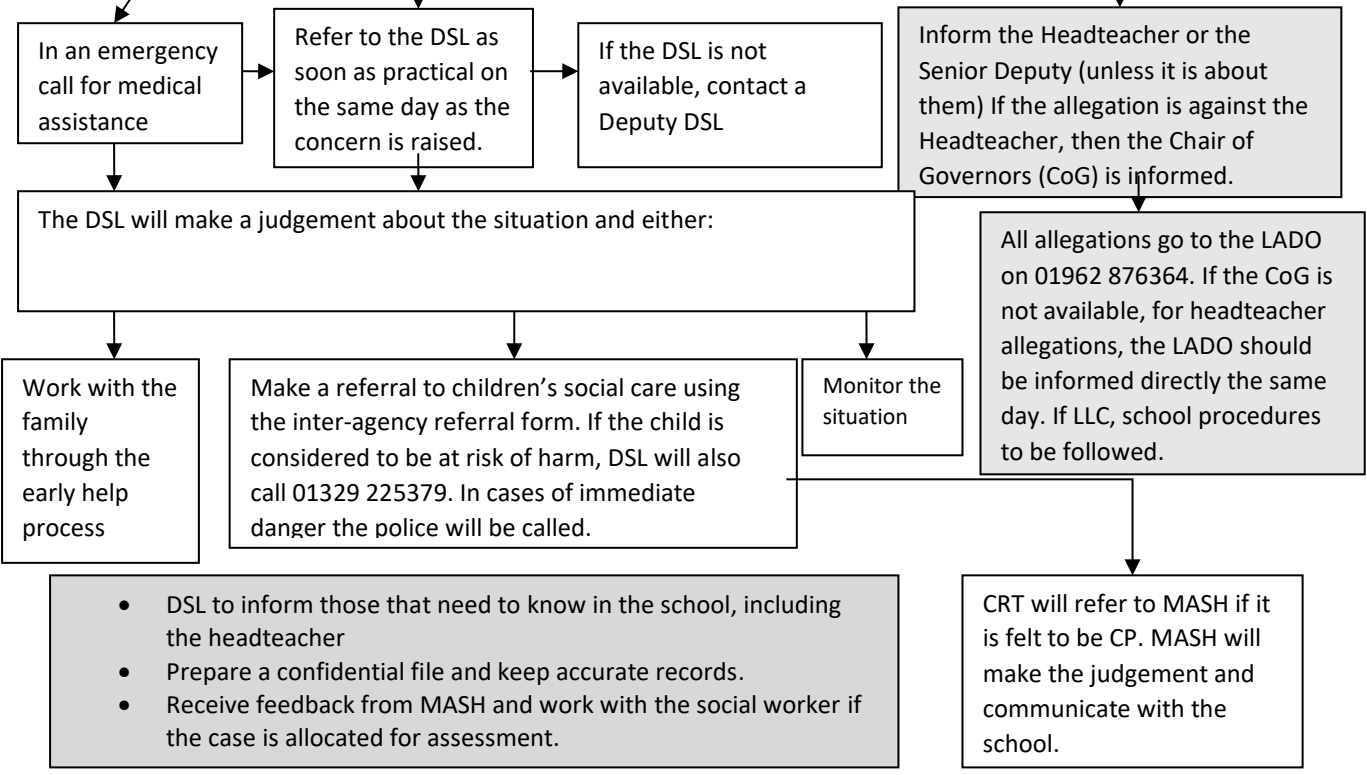 In an emergency
call for medical
assistance
Refer to the DSL as
soon as practical on
the same day as the
concern is raised.
If the DSL is not
available, contact a
Deputy DSL
Inform the Headteacher or the
Senior Deputy (unless it is about
them) If the allegation is against the
Headteacher, then the Chair of
Governors (CoG) is informed.
The DSL will make a judgement about the situation and either:
All allegations go to the LADO
on 01962 876364. If the CoG is
not available, for headteacher
allegations, the LADO should
be informed directly the same
day. If LLC, school procedures
to be followed.
Work with the
family
through the
early help
process
Make a referral to children’s social care using
the inter-agency referral form. If the child is
considered to be at risk of harm, DSL will also
call 01329 225379. In cases of immediate
danger the police will be called.
Monitor the
situation
• DSL to inform those that need to know in the school, including
the headteacher
• Prepare a confidential file and keep accurate records.
• Receive feedback from MASH and work with the social worker if
the case is allocated for assessment.
CRT will refer to MASH if it
is felt to be CP. MASH will
make the judgement and
communicate with the
school.